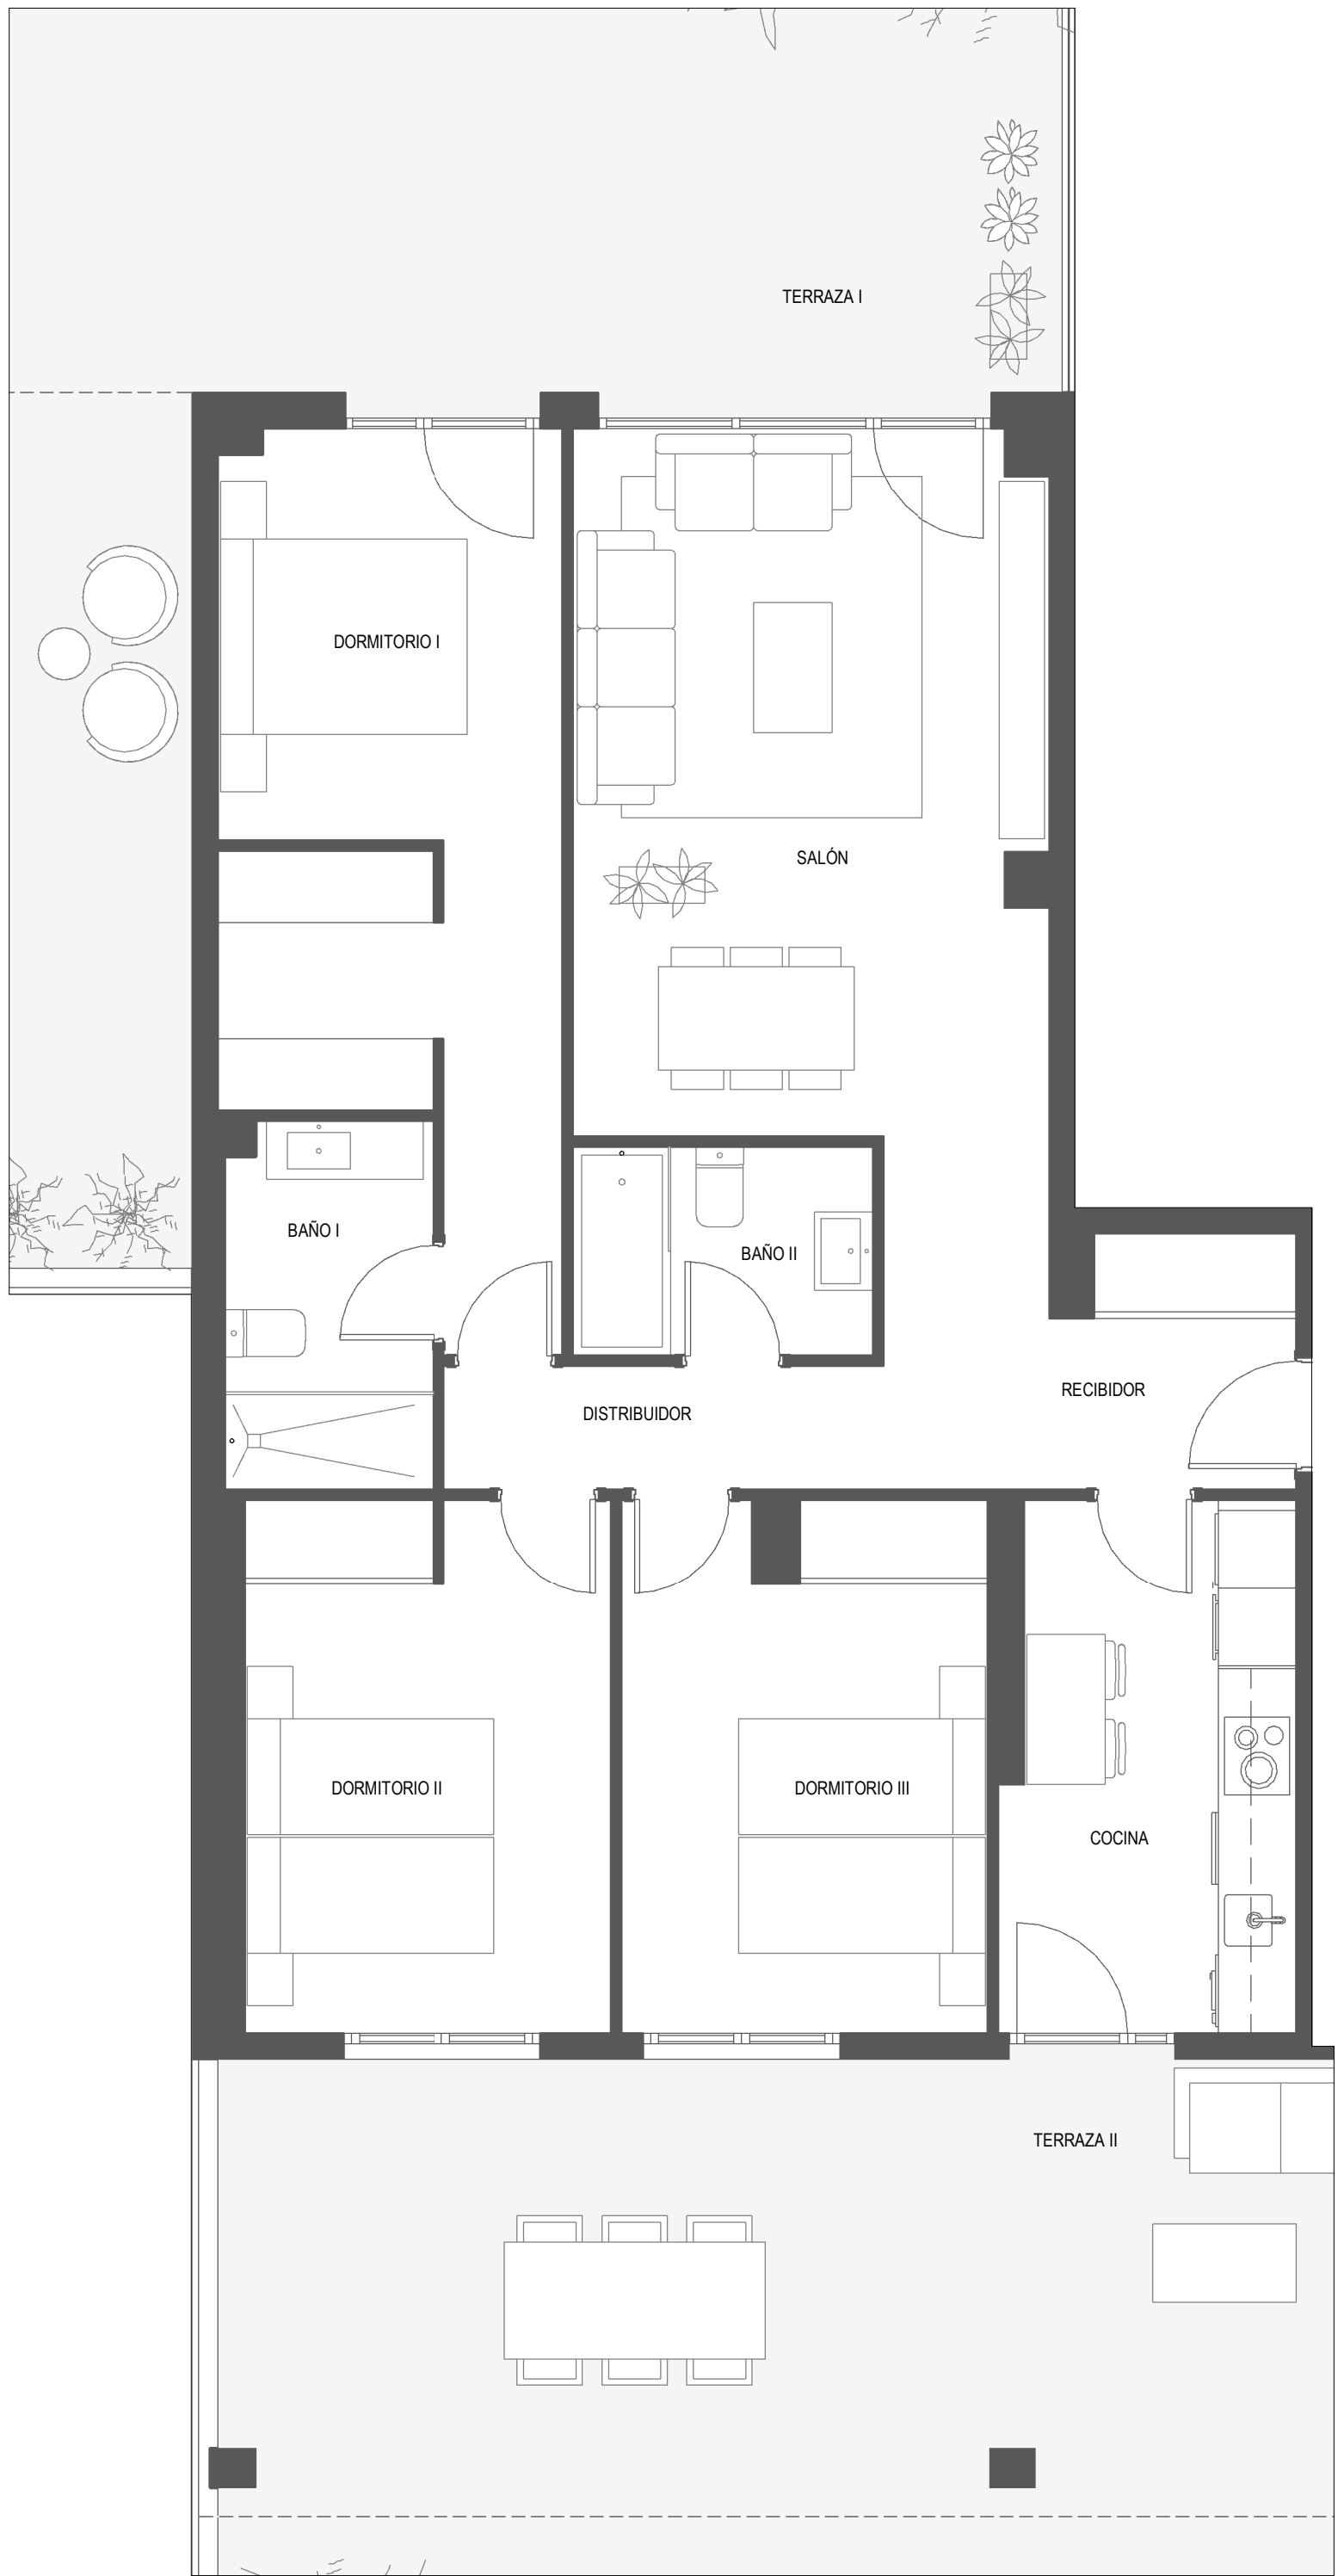 TERRAZA I
DORMITORIO I
SALÓN
BAÑO I
BAÑO II
RECIBIDOR
DISTRIBUIDOR
DORMITORIO II
DORMITORIO III
COCINA
TERRAZA II